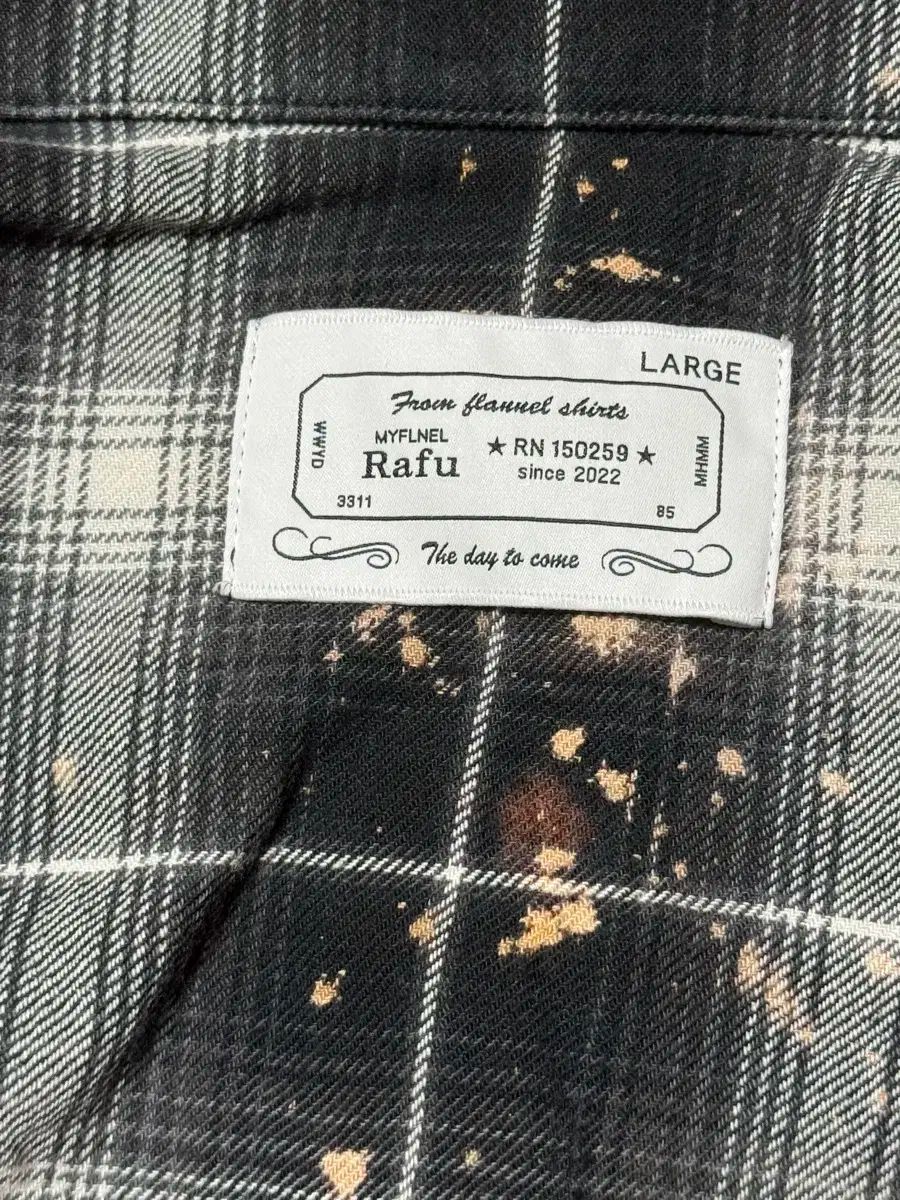 LARGE
From flannel shirts
WWYD
MYFLNEL
Rafu
★ RN 150259 ★
since 2022
MHMM
3311
85
The day to come